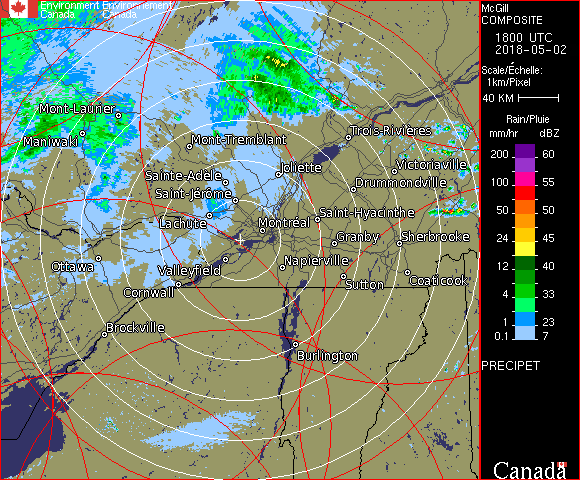 Environment Environnement
Canada Canada
Mont-Laurier
Maniwaki
Mont-Tremblant
Trois-Rivières
Sainte-Adèle
Joliette
Victoriaville
Saint-Jérôme
Drummondville
Lachute
Montréal
Saint-Hyacinthe
Granby
Sherbrooke
Ottawa
Valleyfield
Napierville
Cornwall
Sutton
Coaticook
Brockville
Burlington
McGill
COMPOSITE
1800 UTC
2018-05-02
Scale/Échelle:
1km/Pixel
40 KM
Rain/Pluie
mm/hr dBZ
200 60
100 55
50 50
24 45
12 40
4 33
1 23
0.1 7
PRECIPET
Canada